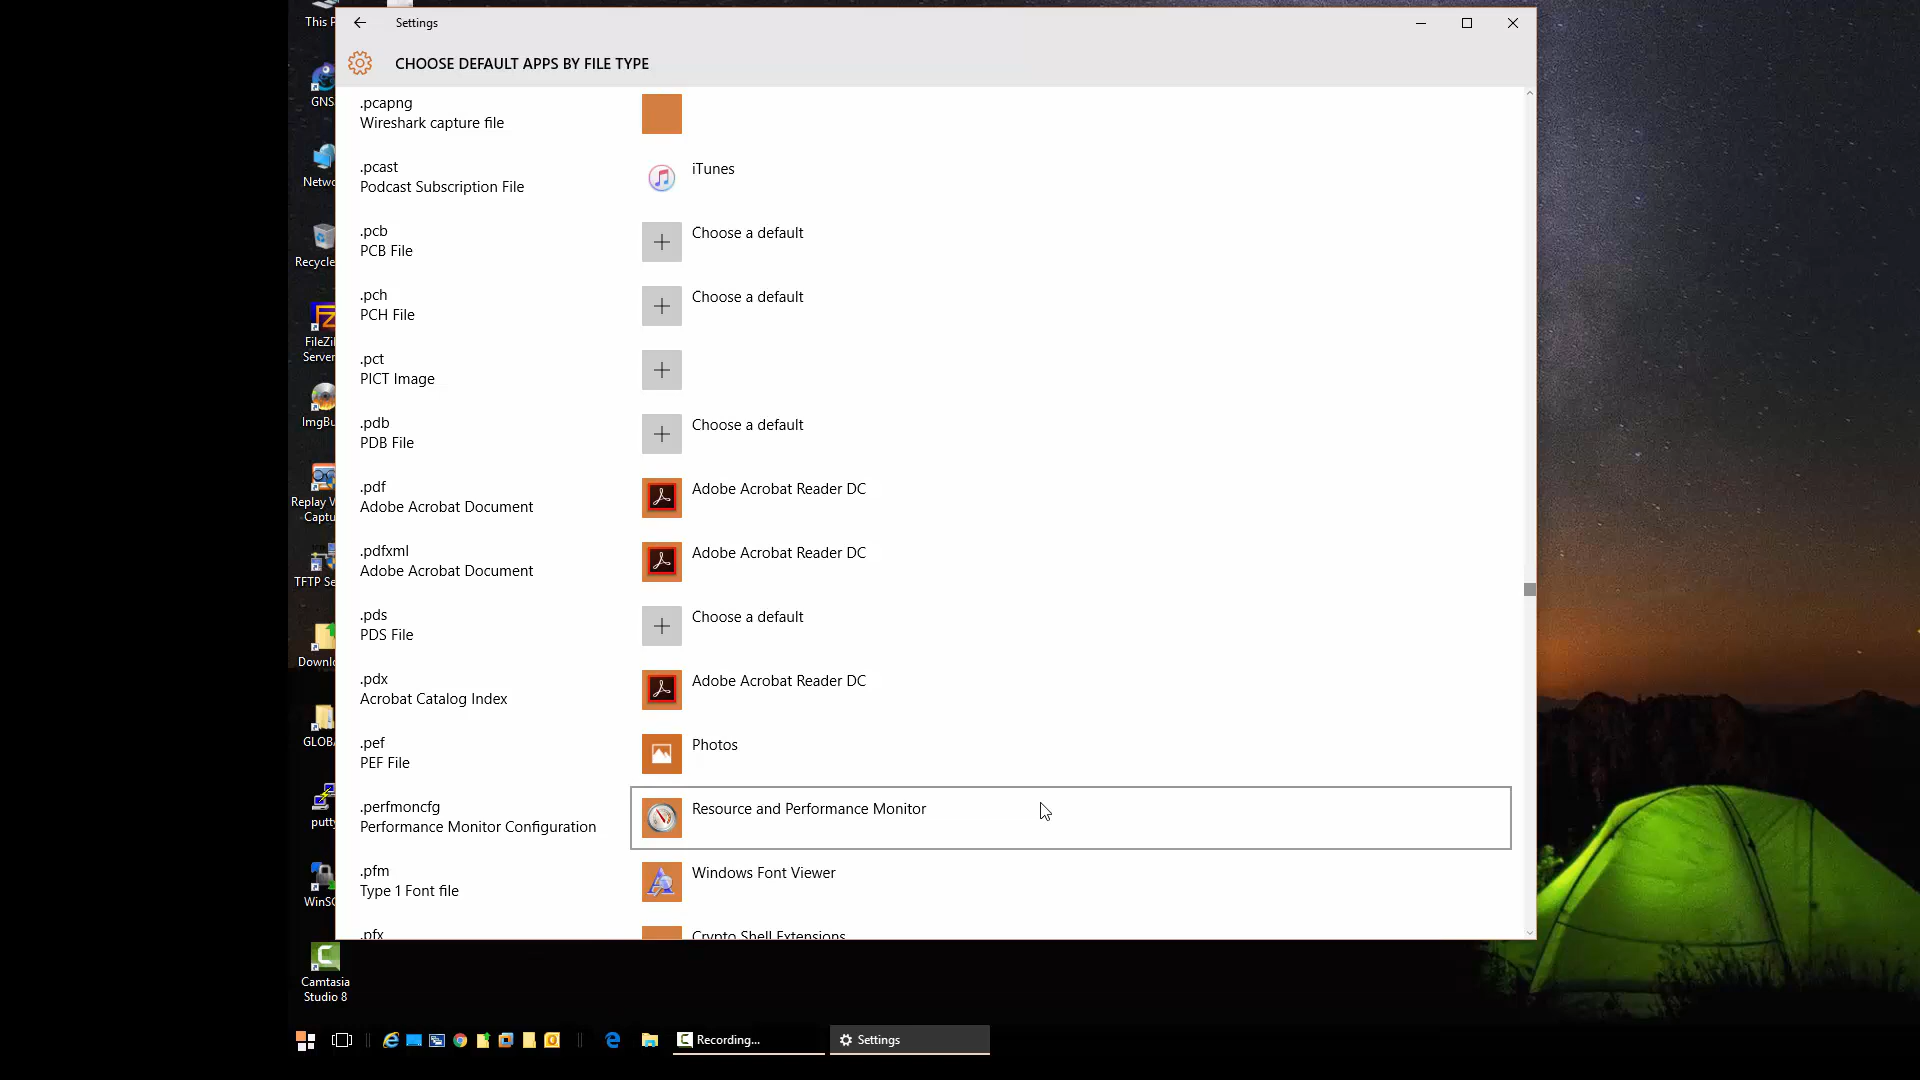 This P
Settings
CHOOSE DEFAULT APPS BY FILE TYPE
GNS
Netwo
Recycle
FileZil
Server
ImgBu
Replay V
Captu
TFTP Se
Downlo
GLOBA
putty
WinSC
Camtasia
Studio 8
.pcapng
Wireshark capture file
.pcast
Podcast Subscription File
iTunes
.pcb
PCB File
Choose a default
.pch
PCH File
Choose a default
.pct
PICT Image
.pdb
PDB File
Choose a default
.pdf
Adobe Acrobat Document
Adobe Acrobat Reader DC
.pdfxml
Adobe Acrobat Document
Adobe Acrobat Reader DC
.pds
PDS File
Choose a default
.pdx
Acrobat Catalog Index
Adobe Acrobat Reader DC
.pef
PEF File
Photos
.perfmoncfg
Performance Monitor Configuration
Resource and Performance Monitor
.pfm
Type 1 Font file
Windows Font Viewer
.pfx
Crypto Shell Extensions
Recording...
Settings